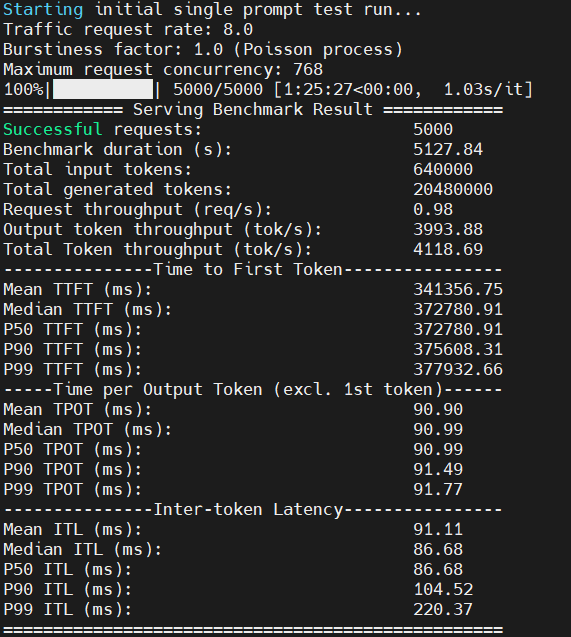 Starting initial single prompt test run...
Traffic request rate: 8.0
Burstiness factor: 1.0 (Poisson process)
Maximum request concurrency: 768
100%|██████████| 5000/5000 [1:25:27<00:00,  1.03s/it]
============ Serving Benchmark Result ============
Successful requests:                     5000
Benchmark duration (s):                  5127.84
Total input tokens:                      640000
Total generated tokens:                  20480000
Request throughput (req/s):              0.98
Output token throughput (tok/s):         3993.88
Total Token throughput (tok/s):          4118.69
---------------Time to First Token----------------
Mean TTFT (ms):                          341356.75
Median TTFT (ms):                        372780.91
P50 TTFT (ms):                           372780.91
P90 TTFT (ms):                           375608.31
P99 TTFT (ms):                           377932.66
-----Time per Output Token (excl. 1st token)------
Mean TPOT (ms):                          90.90
Median TPOT (ms):                        90.99
P50 TPOT (ms):                           90.99
P90 TPOT (ms):                           91.49
P99 TPOT (ms):                           91.77
---------------Inter-token Latency----------------
Mean ITL (ms):                           91.11
Median ITL (ms):                         86.68
P50 ITL (ms):                            86.68
P90 ITL (ms):                            104.52
P99 ITL (ms):                            220.37
==================================================